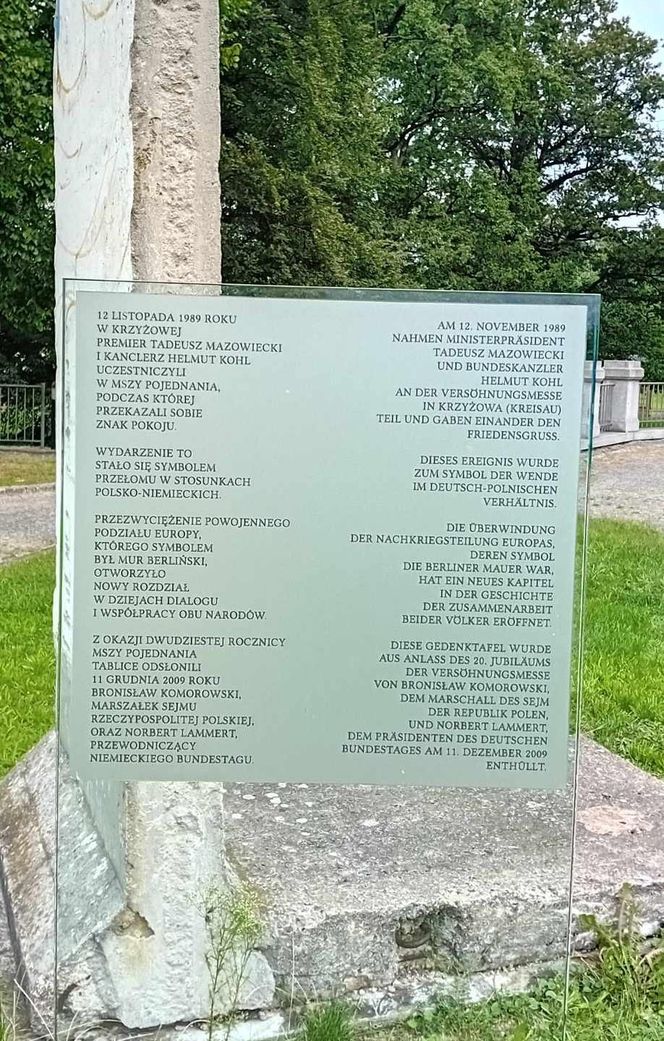 12 LISTOPADA 1989 ROKU
W KRZYŻOWEJ
PREMIER TADEUSZ MAZOWIECKI
I KANCLERZ HELMUT KOHL
UCZESTNICZYLI
W MSZY POJEDNANIA,
PODCZAS KTÓREJ
PRZEKAZALI SOBIE
ZNAK POKOJU.
WYDARZENIE TO
STAŁO SIĘ SYMBOLEM
PRZEŁOMU W STOSUNKACH
POLSKO-NIEMIECKICH.
PRZEZWYCIĘŻENIE POWOJENNEGO
PODZIAŁU EUROPY,
KTÓREGO SYMBOLEM
BYŁ MUR BERLIŃSKI,
OTWORZYŁO
NOWY ROZDZIAŁ
W DZIEJACH DIALOGU
I WSPÓŁPRACY OBU NARODÓW.
Z OKAZJI DWUDZIESTEJ ROCZNICY
MSZY POJEDNANIA
TABLICE ODSŁONILI
11 GRUDNIA 2009 ROKU
BRONISŁAW KOMOROWSKI,
MARSZAŁEK SEJMU
RZECZYPOSPOLITEJ POLSKIEJ,
ORAZ NORBERT LAMMERT,
PRZEWODNICZĄCY
NIEMIECKIEGO BUNDESTAGU.
AM 12. NOVEMBER 1989
NAHMEN MINISTERPRÄSIDENT
TADEUSZ MAZOWIECKI
UND BUNDESKANZLER
HELMUT KOHL
AN DER VERSÖHNUNGSMESSE
IN KRZYŻOWA (KREISAU)
TEIL UND GABEN EINANDER DEN
FRIEDENSGRUSS.
DIESES EREIGNIS WURDE
ZUM SYMBOL DER WENDE
IM DEUTSCH-POLNISCHEN
VERHÄLTNIS.
DIE ÜBERWINDUNG
DER NACHKRIEGSTEILUNG EUROPAS,
DEREN SYMBOL
DIE BERLINER MAUER WAR,
HAT EIN NEUES KAPITEL
IN DER GESCHICHTE
DER ZUSAMMENARBEIT
BEIDER VÖLKER ERÖFFNET.
DIESE GEDENKTAFEL WURDE
AUS ANLASS DES 20. JUBILÄUMS
DER VERSÖHNUNGSMESSE
VON BRONISŁAW KOMOROWSKI,
DEM MARSCHALL DES SEJM
DER REPUBLIK POLEN,
UND NORBERT LAMMERT,
DEM PRÄSIDENTEN DES DEUTSCHEN
BUNDESTAGES AM 11. DEZEMBER 2009
ENTHÜLLT.